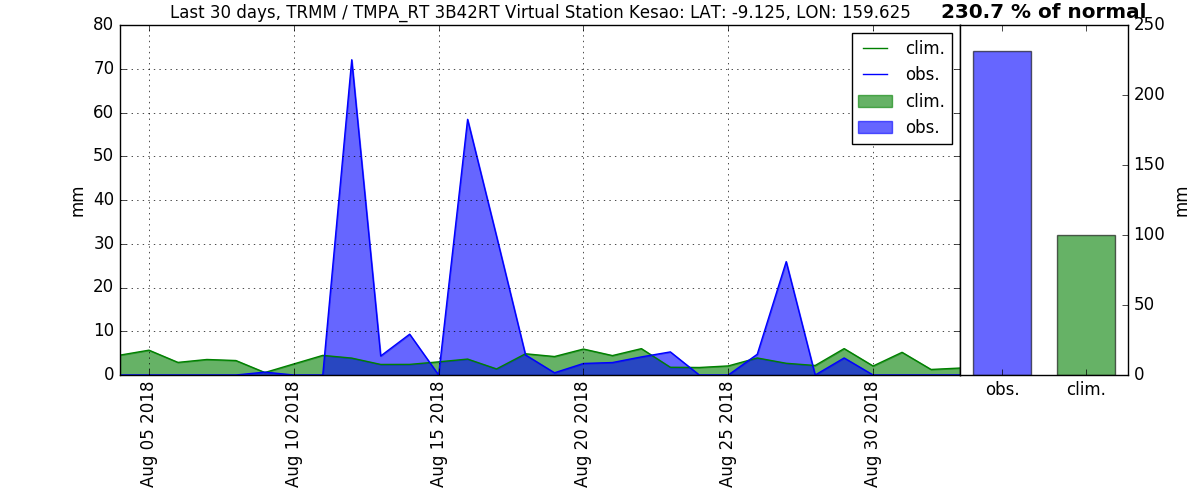 Last 30 days, TRMM / TMPA_RT 3B42RT Virtual Station Kesao: LAT: -9.125, LON: 159.625
230.7 % of normal
80
70
60
50
40
30
20
10
0
mm
clim.
obs.
clim.
obs.
Aug 05 2018
Aug 10 2018
Aug 15 2018
Aug 20 2018
Aug 25 2018
Aug 30 2018
250
200
150
100
50
0
mm
obs.
clim.